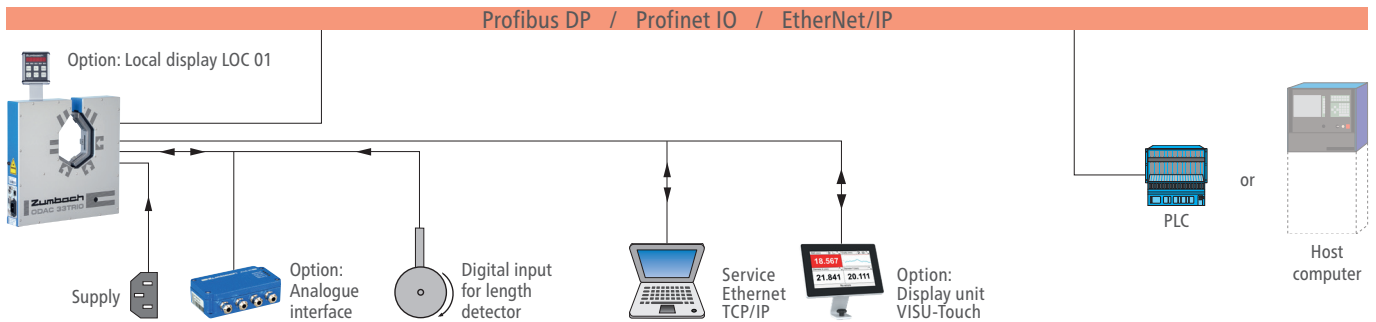 Profibus DP / Profinet IO / EtherNet/IP
Option: Local display LOC 01
Zumbach
ODAC 33TRIO
Supply
Option:
Analogue
interface
Digital input
for length
detector
Service
Ethernet
TCP/IP
18.567
21.841 20.111
Option:
Display unit
VISU-Touch
PLC
or
Host
computer